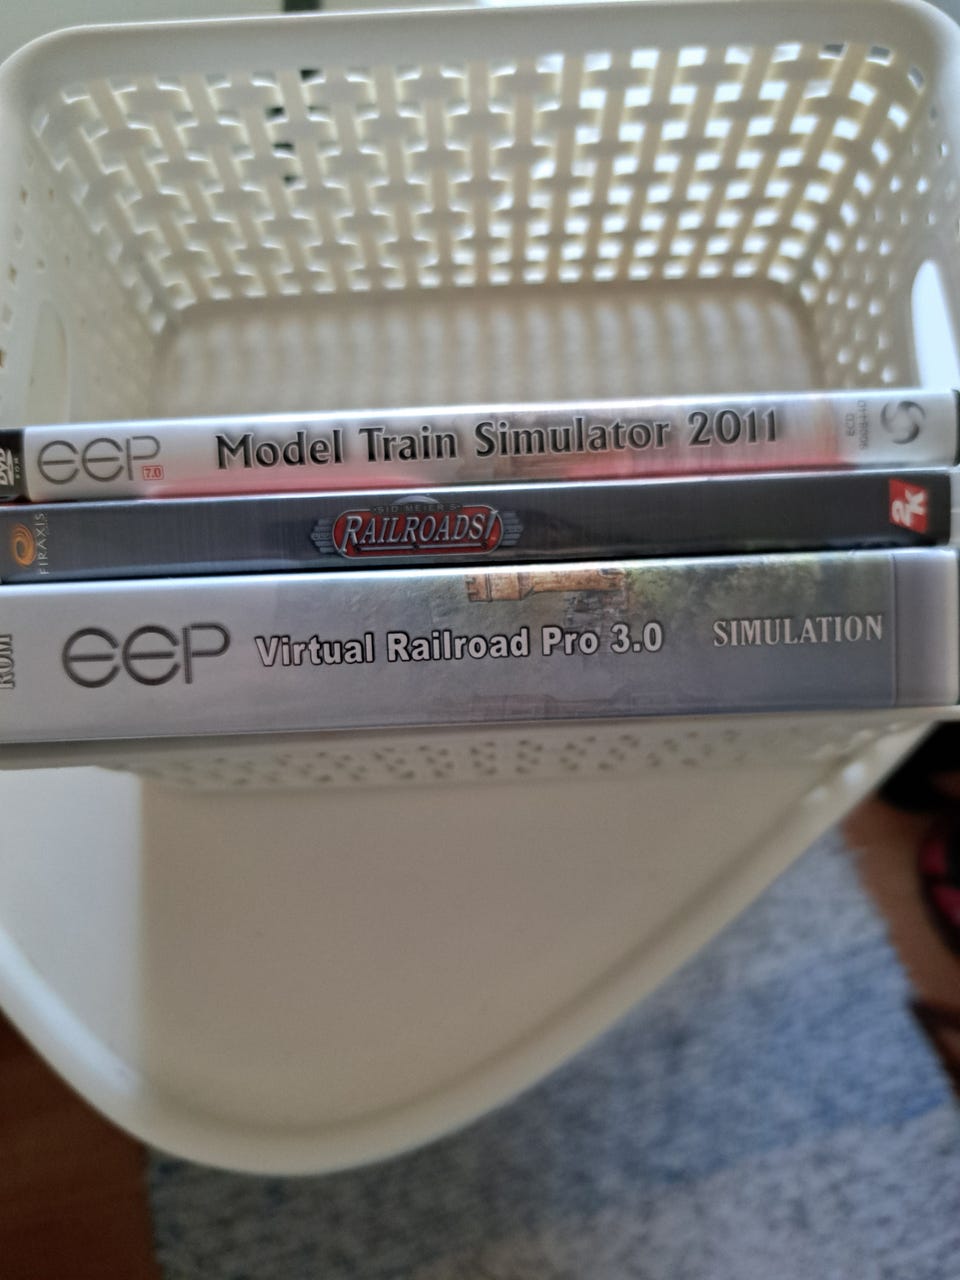 DVD
ROM
EEP 7.0 Model Train Simulator 2011
FIRAXIS SID MEIER'S RAILROADS! 2K
ROM EEP Virtual Railroad Pro 3.0 SIMULATION